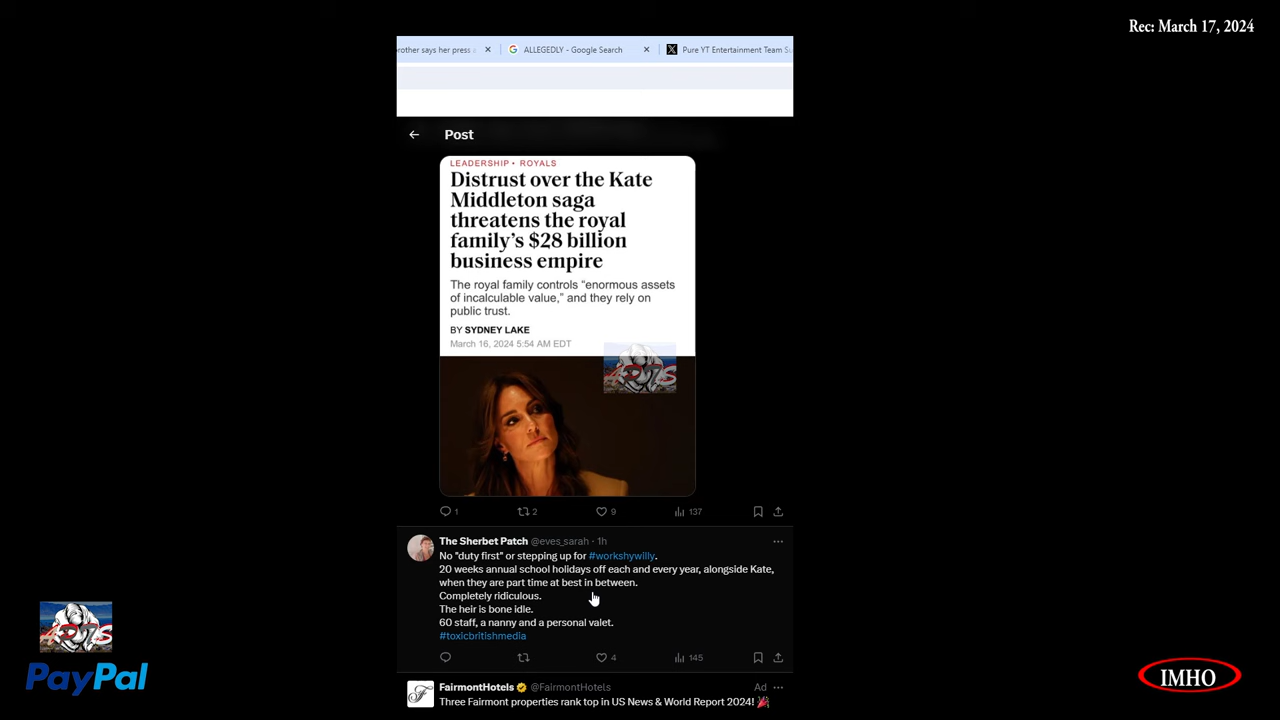 Rec: March 17, 2024
brother says her press
ALLEGEDLY - Google Search
Pure YT Entertainment Team Su
Post
LEADERSHIP • ROYALS
Distrust over the Kate
Middleton saga
threatens the royal
family's $28 billion
business empire
The royal family controls “enormous assets
of incalculable value,” and they rely on
public trust.
BY SYDNEY LAKE
March 16, 2024 5:54 AM EDT
1 2 9 137
The Sherbet Patch @eves_sarah · 1h
No "duty first" or stepping up for #workshywilly.
20 weeks annual school holidays off each and every year, alongside Kate,
when they are part time at best in between.
Completely ridiculous.
The heir is bone idle.
60 staff, a nanny and a personal valet.
#toxicbritishmedia
4 145
FairmontHotels @FairmontHotels Ad
Three Fairmont properties rank top in US News & World Report 2024! 🎉
PayPal
IMHO